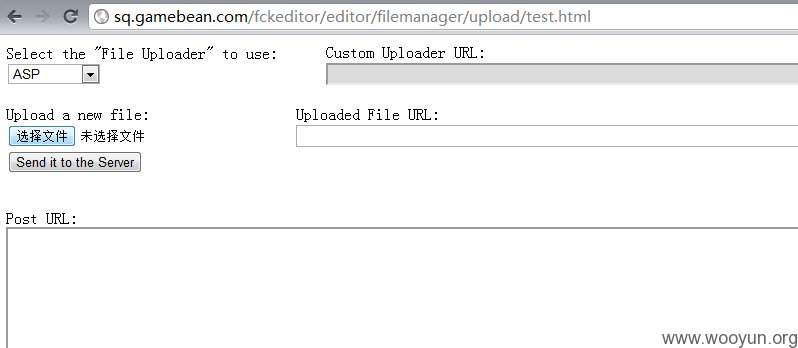 sq.gamebean.com/fckeditor/editor/filemanager/upload/test.html
Select the "File Uploader" to use:
Custom Uploader URL:
ASP
Upload a new file:
Uploaded File URL:
选择文件 未选择文件
Send it to the Server
Post URL:
www.wooyun.org